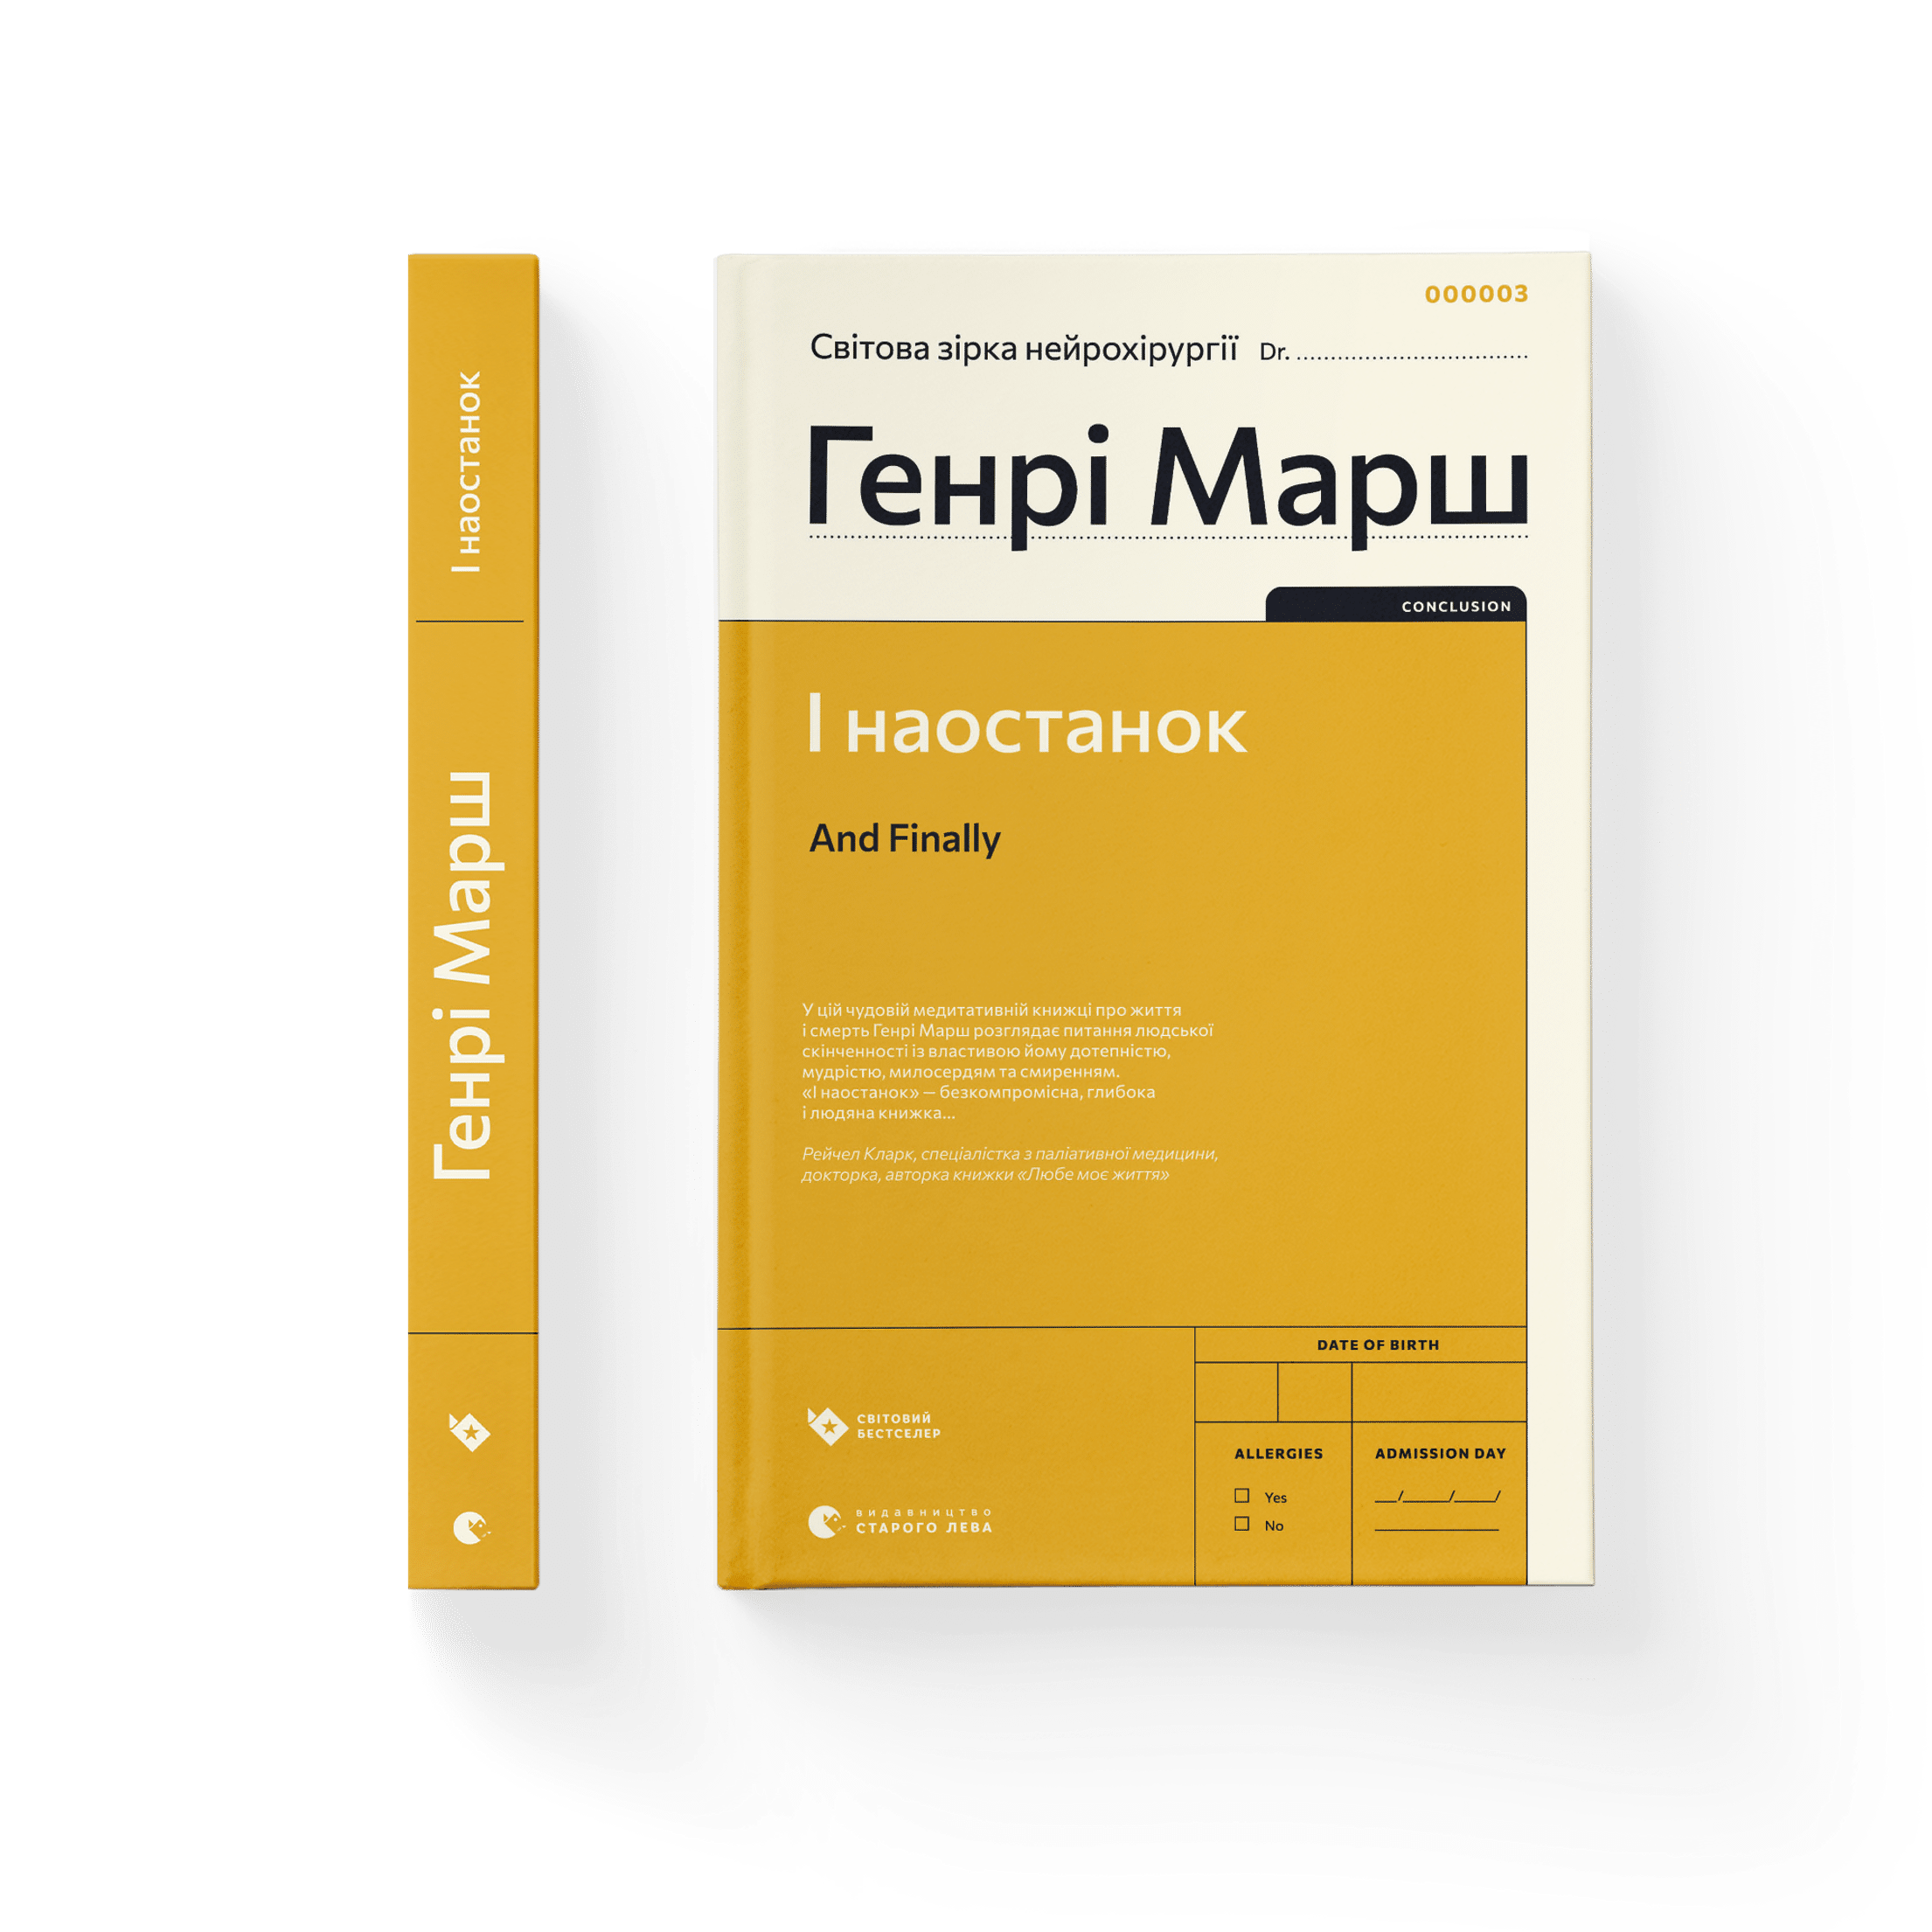 І наостанок
Генрі Марш
000003
Світова зірка нейрохірургії Dr. ....................................
Генрі Марш
CONCLUSION
І наостанок
And Finally
У цій чудовій медитативній книжці про життя
і смерть Генрі Марш розглядає питання людської
скінченності із властивою йому дотепністю,
мудрістю, милосердям та смиренням.
«І наостанок» — безкомпромісна, глибока
і людяна книжка...
Рейчел Кларк, спеціалістка з паліативної медицини,
докторка, авторка книжки «Любе моє життя»
DATE OF BIRTH
СВІТОВИЙ
БЕСТСЕЛЕР
ALLERGIES
ADMISSION DAY
Yes
No
__/____/____/
видавництво
СТАРОГО ЛЕВА